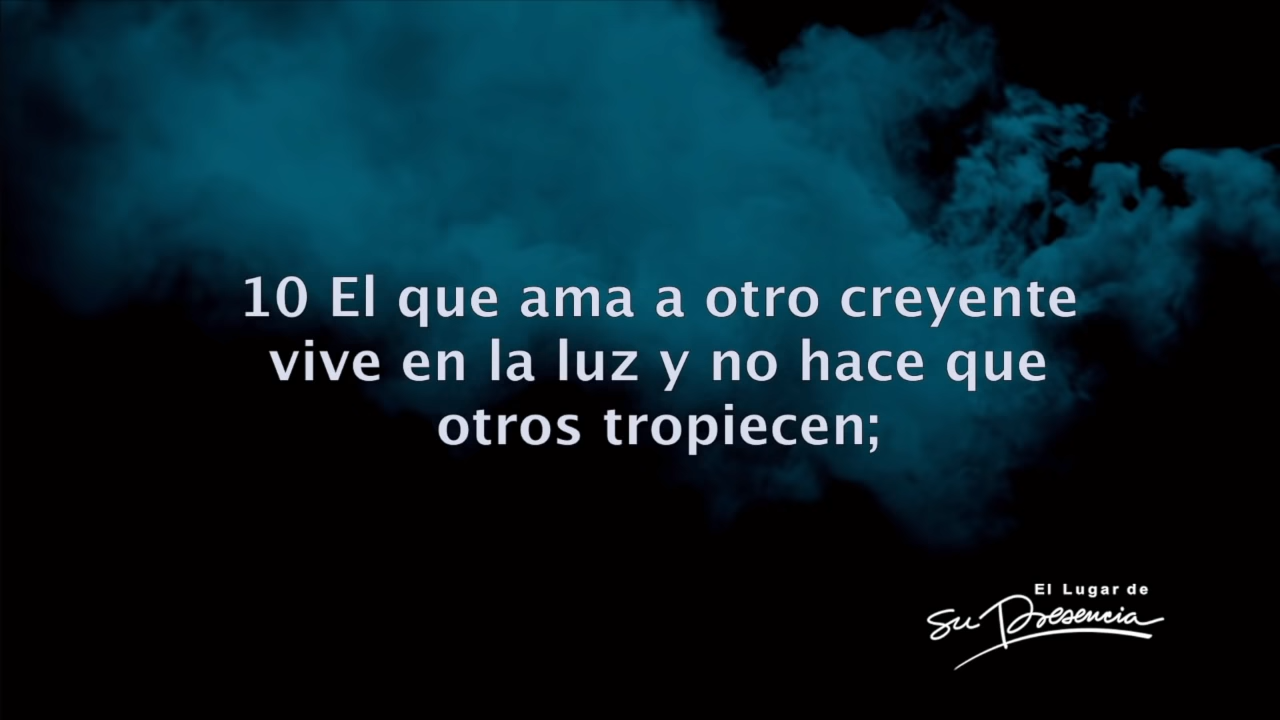 10 El que ama a otro creyente
vive en la luz y no hace que
otros tropiecen;
El Lugar de
Su Presencia